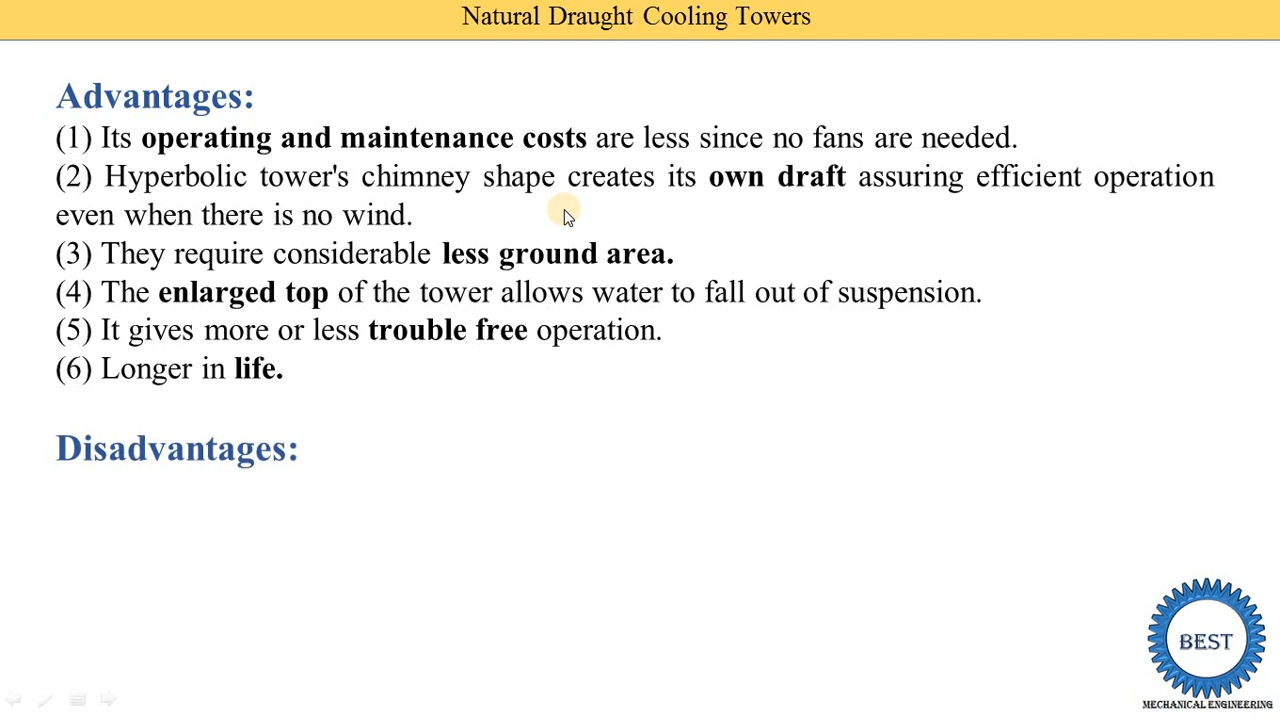 Natural Draught Cooling Towers
Advantages:
(1) Its operating and maintenance costs are less since no fans are needed.
(2) Hyperbolic tower's chimney shape creates its own draft assuring efficient operation
even when there is no wind.
(3) They require considerable less ground area.
(4) The enlarged top of the tower allows water to fall out of suspension.
(5) It gives more or less trouble free operation.
(6) Longer in life.
Disadvantages:
BEST
MECHANICAL ENGINEERING